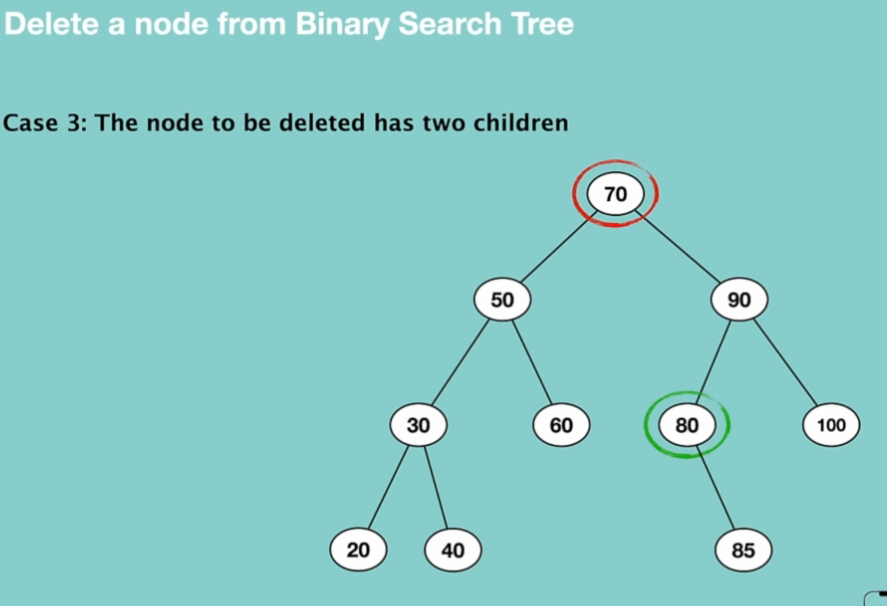 Delete a node from Binary Search Tree
Case 3: The node to be deleted has two children
70
50 90
30 60 80 100
20 40 85